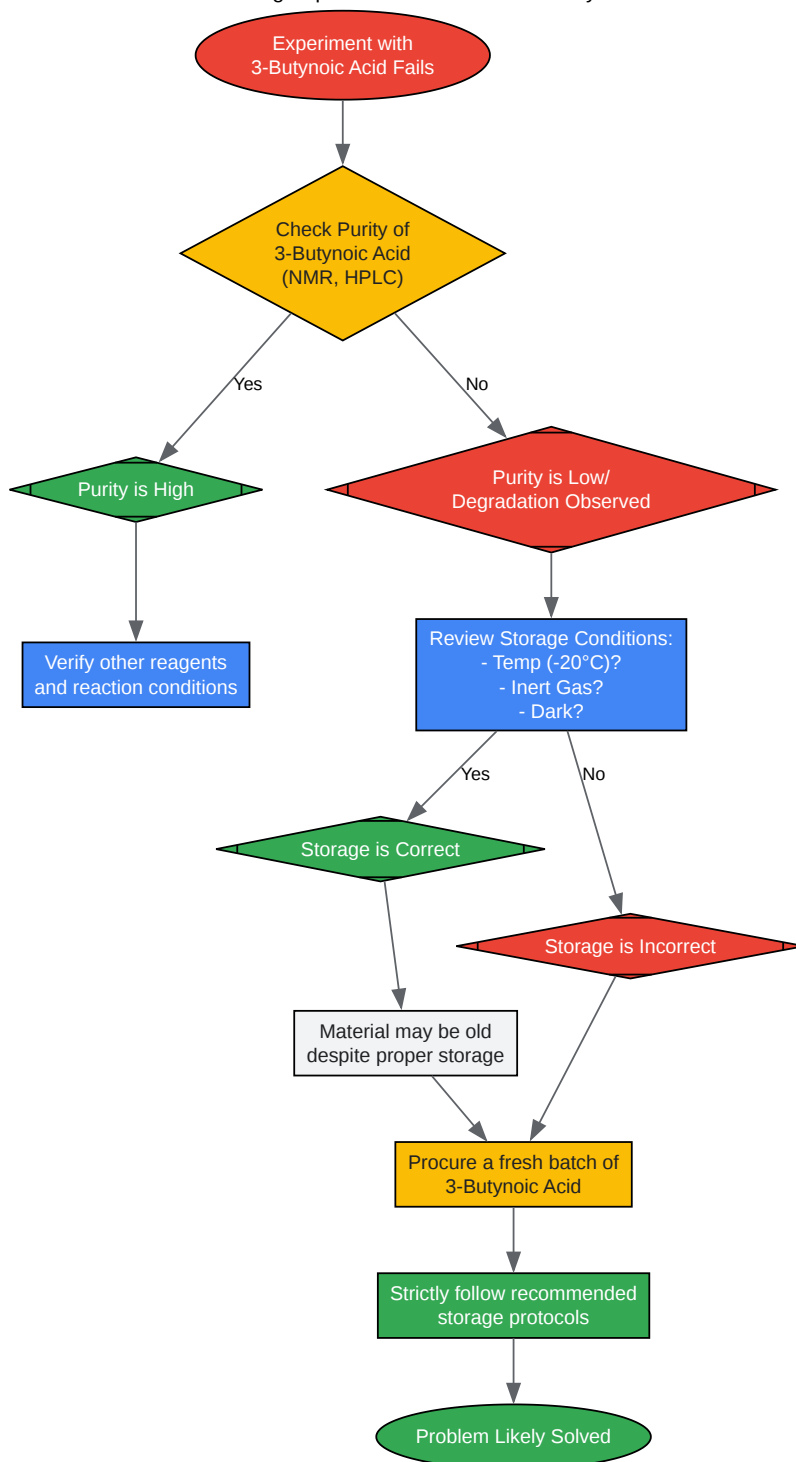 Experiment with
3-Butynoic Acid Fails
Check Purity of
3-Butynoic Acid
(NMR, HPLC)
Yes
No
Purity is High
Purity is Low/
Degradation Observed
Verify other reagents
and reaction conditions
Review Storage Conditions:
- Temp (-20°C)?
- Inert Gas?
- Dark?
Yes
No
Storage is Correct
Storage is Incorrect
Material may be old
despite proper storage
Procure a fresh batch of
3-Butynoic Acid
Strictly follow recommended
storage protocols
Problem Likely Solved